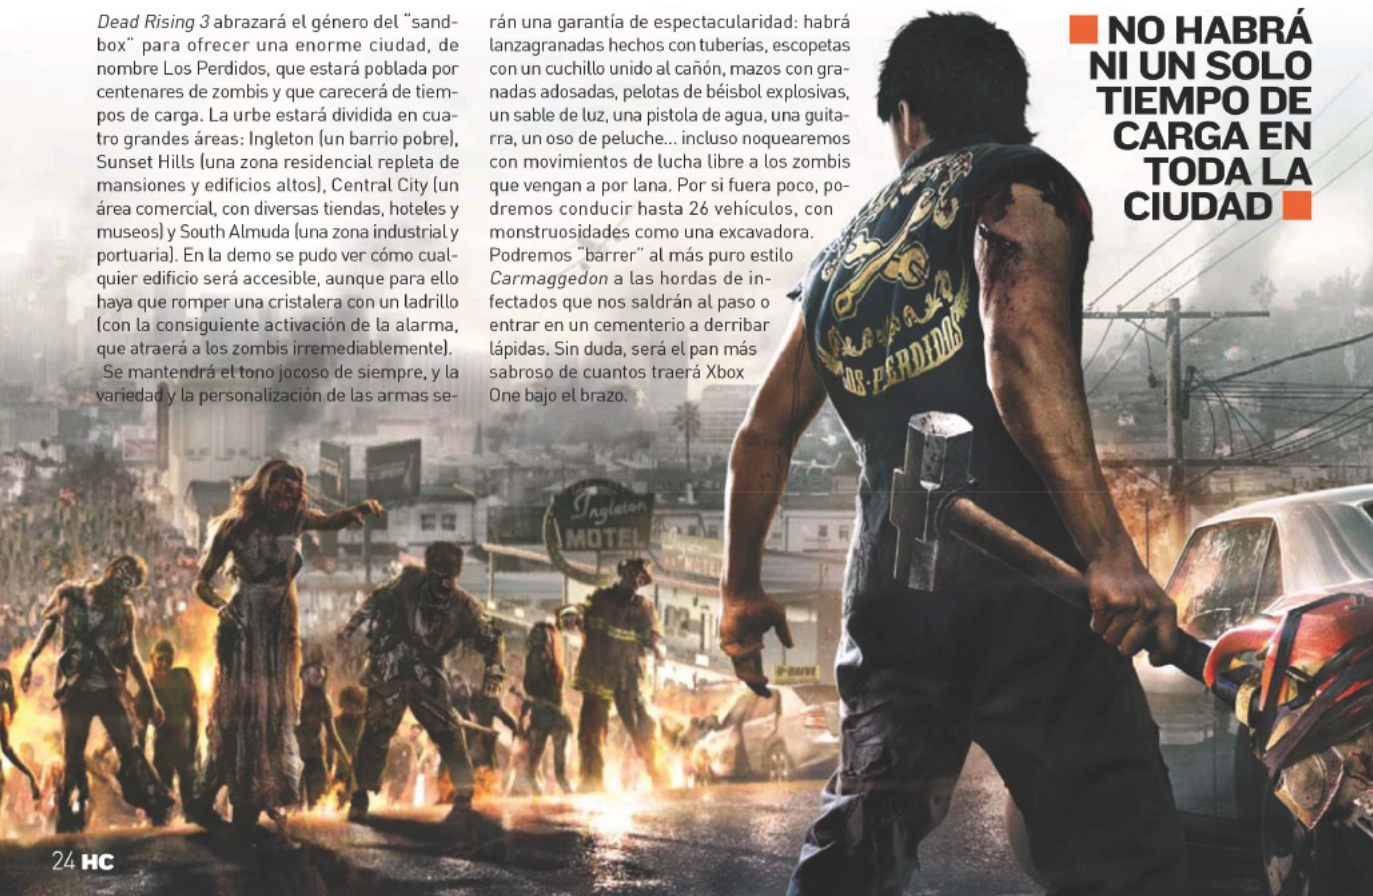 Dead Rising 3 abrazará el género del "sand-
box" para ofrecer una enorme ciudad, de
nombre Los Perdidos, que estará poblada por
centenares de zombis y que carecerá de tiem-
pos de carga. La urbe estará dividida en cua-
tro grandes áreas: Ingleton (un barrio pobre),
Sunset Hills (una zona residencial repleta de
mansiones y edificios altos), Central City (un
área comercial, con diversas tiendas, hoteles y
museos) y South Almuda (una zona industrial y
portuaria). En la demo se pudo ver cómo cual-
quier edificio será accesible, aunque para ello
haya que romper una cristalera con un ladrillo
(con la consiguiente activación de la alarma,
que atraerá a los zombis irremediablemente).
Se mantendrá el tono jocoso de siempre, y la
variedad y la personalización de las armas se-
rán una garantía de espectacularidad: habrá
lanzagranadas hechos con tuberías, escopetas
con un cuchillo unido al cañón, mazos con gra-
nadas adosadas, pelotas de béisbol explosivas,
un sable de luz, una pistola de agua, una guita-
rra, un oso de peluche... incluso noquearemos
con movimientos de lucha libre a los zombis
que vengan a por lana. Por si fuera poco, po-
dremos conducir hasta 26 vehículos, con
monstruosidades como una excavadora.
Podremos "barrer" al más puro estilo
Carmaggedon a las hordas de in-
fectados que nos saldrán al paso o
entrar en un cementerio a derribar
lápidas. Sin duda, será el pan más
sabroso de cuantos traerá Xbox
One bajo el brazo.
NO HABRÁ
NI UN SOLO
TIEMPO DE
CARGA EN
TODA LA
CIUDAD
LOS·PERDIDOS
Ingleton
MOTEL
24 HC